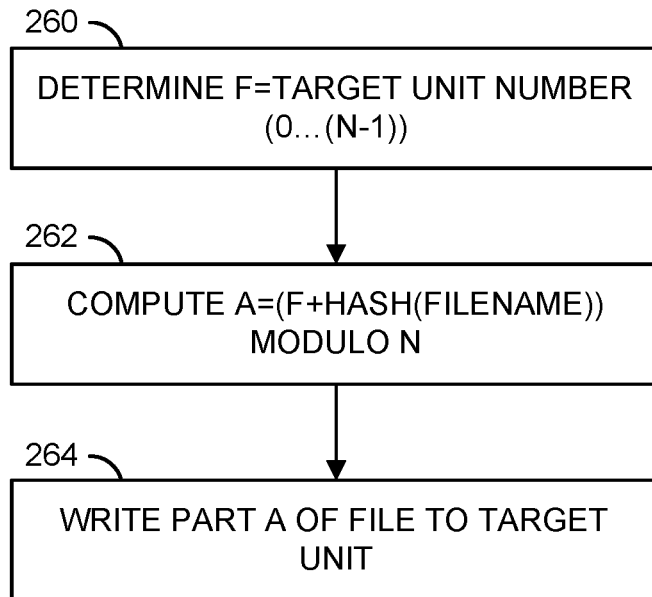 260
DETERMINE F=TARGET UNIT NUMBER
(0...(N-1))
262
COMPUTE A=(F+HASH(FILENAME))
MODULO N
264
WRITE PART A OF FILE TO TARGET
UNIT